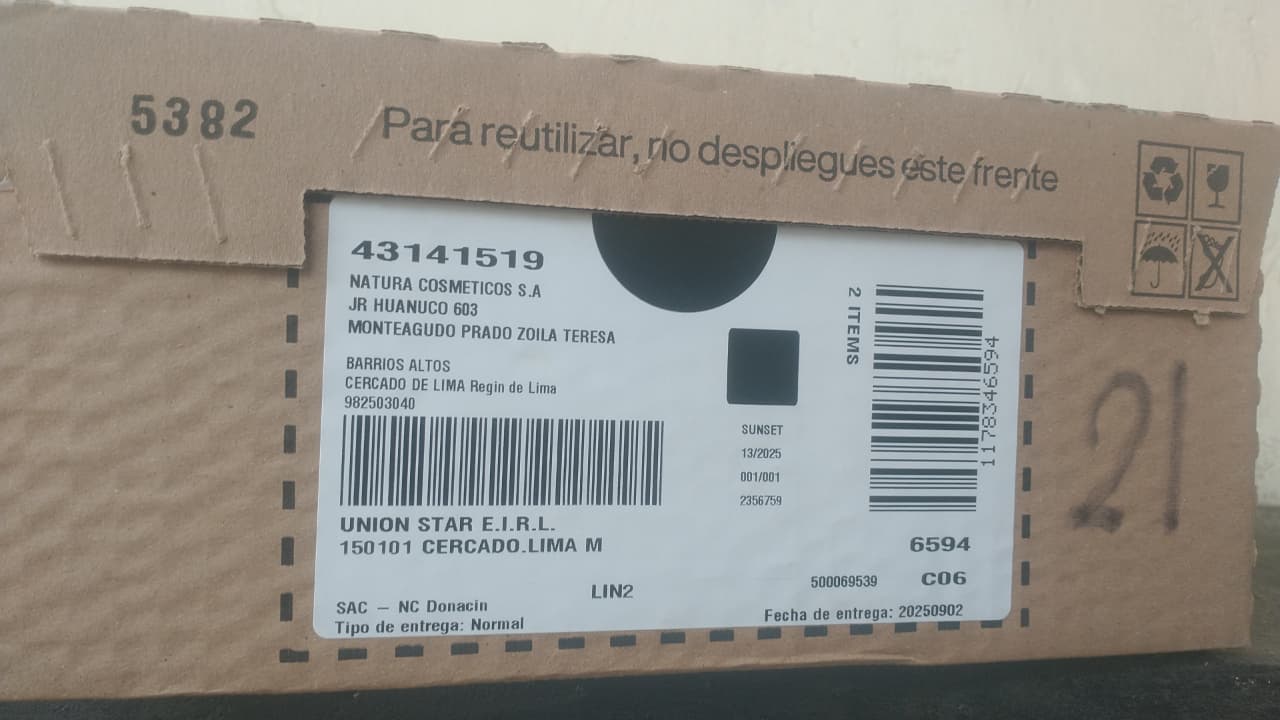 5382
Para reutilizar, no despliegues este frente
43141519
NATURA COSMETICOS S.A
JR HUANUCO 603
MONTEAGUDO PRADO ZOILA TERESA
BARRIOS ALTOS
CERCADO DE LIMA Regin de Lima
982503040
UNION STAR E.I.R.L.
150101 CERCADO.LIMA M
LIN2
SAC – NC Donacin
Tipo de entrega: Normal
SUNSET
13/2025
001/001
2356759
2 ITEMS
1178346594
6594
500069539 C06
Fecha de entrega: 20250902
21